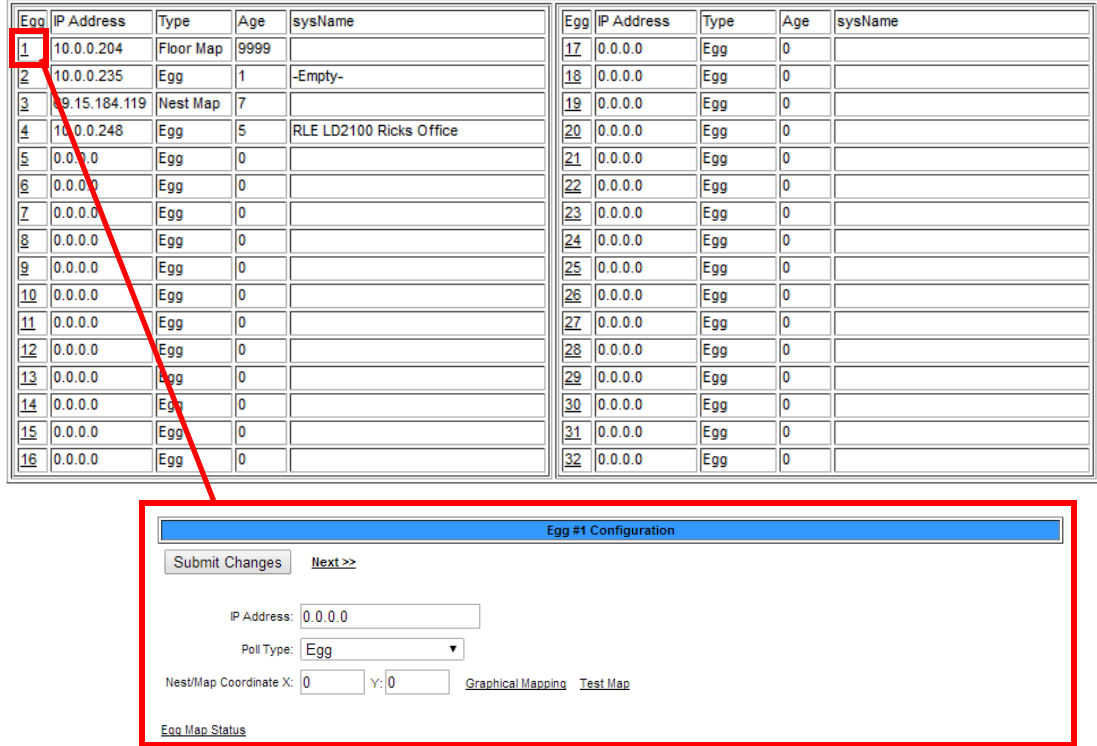 Egg IP Address Type Age sysName Egg IP Address Type Age sysName
1 10.0.0.204 Floor Map 9999 17 0.0.0.0 Egg 0
2 10.0.0.235 Egg 1 -Empty- 18 0.0.0.0 Egg 0
3 69.15.184.119 Nest Map 7 19 0.0.0.0 Egg 0
4 10.0.0.248 Egg 5 RLE LD2100 Ricks Office 20 0.0.0.0 Egg 0
5 0.0.0.0 Egg 0 21 0.0.0.0 Egg 0
6 0.0.0.0 Egg 0 22 0.0.0.0 Egg 0
7 0.0.0.0 Egg 0 23 0.0.0.0 Egg 0
8 0.0.0.0 Egg 0 24 0.0.0.0 Egg 0
9 0.0.0.0 Egg 0 25 0.0.0.0 Egg 0
10 0.0.0.0 Egg 0 26 0.0.0.0 Egg 0
11 0.0.0.0 Egg 0 27 0.0.0.0 Egg 0
12 0.0.0.0 Egg 0 28 0.0.0.0 Egg 0
13 0.0.0.0 Egg 0 29 0.0.0.0 Egg 0
14 0.0.0.0 Egg 0 30 0.0.0.0 Egg 0
15 0.0.0.0 Egg 0 31 0.0.0.0 Egg 0
16 0.0.0.0 Egg 0 32 0.0.0.0 Egg 0
Egg #1 Configuration
Submit Changes Next >>
IP Address: 0.0.0.0
Poll Type: Egg
Nest/Map Coordinate X: 0 Y: 0 Graphical Mapping Test Map
Egg Map Status